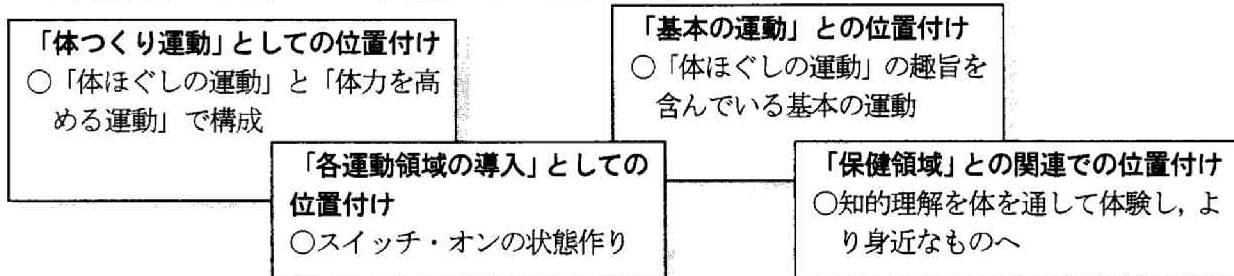 「体つくり運動」としての位置付け
○「体ほぐしの運動」と「体力を高
める運動」で構成
「基本の運動」との位置付け
○「体ほぐしの運動」の趣旨を
含んでいる基本の運動
「各運動領域の導入」としての
位置付け
○スイッチ・オンの状態作り
「保健領域」との関連での位置付け
○知的理解を体を通して体験し，よ
り身近なものへ